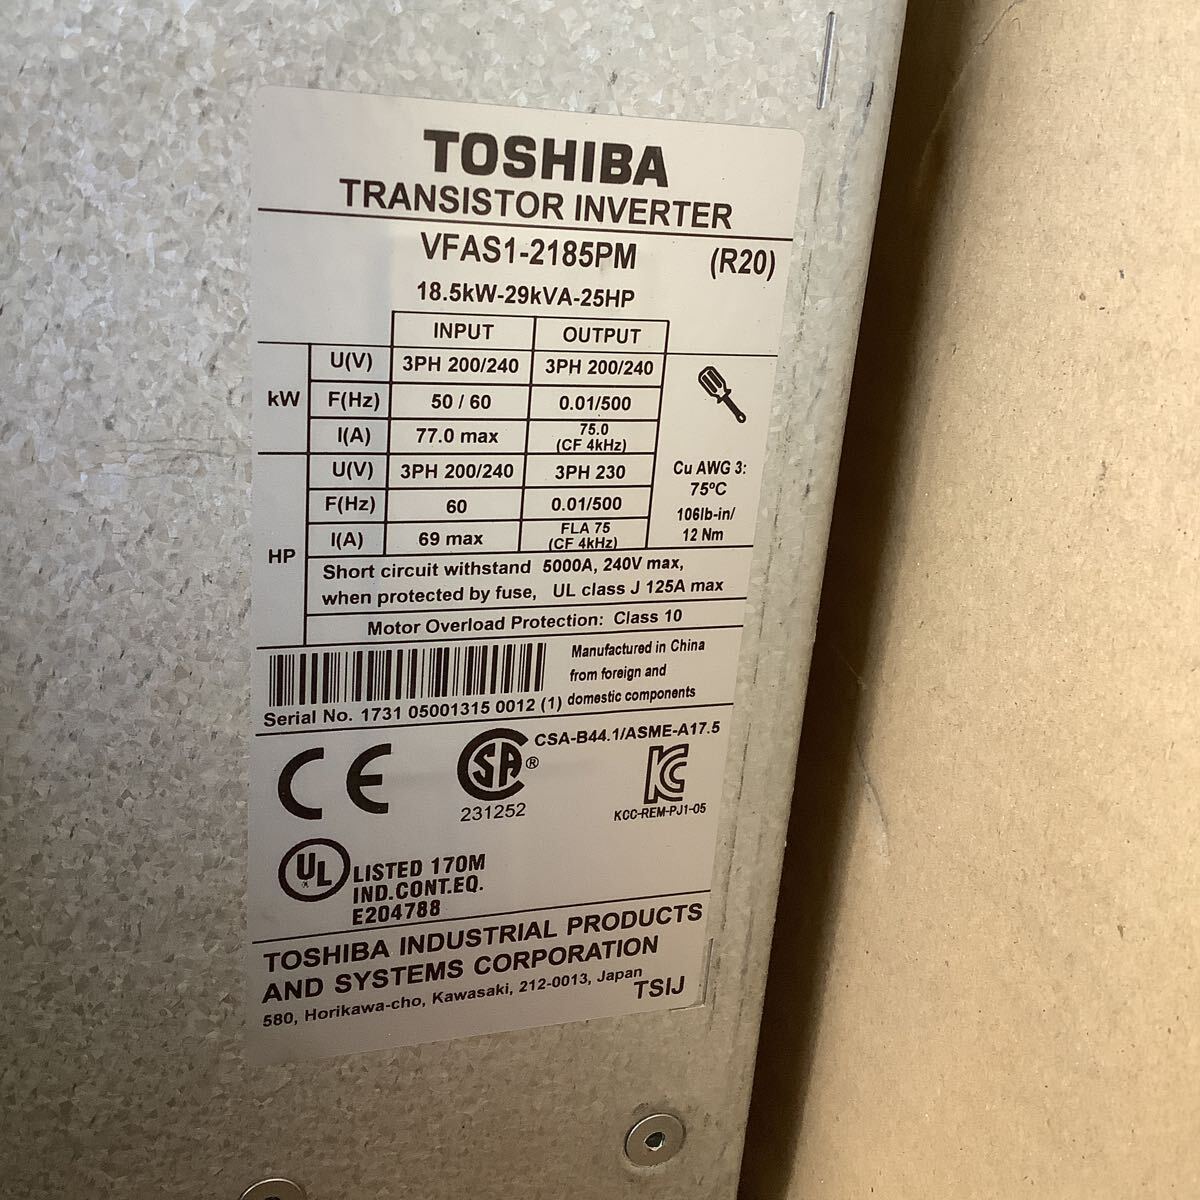 TOSHIBA
TRANSISTOR INVERTER
VFAS1-2185PM (R20)
18.5kW-29kVA-25HP
INPUT OUTPUT
kW
U(V) 3PH 200/240 3PH 200/240
F(Hz) 50 / 60 0.01/500
I(A) 77.0 max 75.0 (CF 4kHz)
HP
U(V) 3PH 200/240 3PH 230
F(Hz) 60 0.01/500
I(A) 69 max FLA 75 (CF 4kHz)
Cu AWG 3:
75ºC
106lb-in/
12 Nm
Short circuit withstand 5000A, 240V max,
when protected by fuse, UL class J 125A max
Motor Overload Protection: Class 10
Manufactured in China
from foreign and
domestic components
Serial No. 1731 05001315 0012 (1)
CE
CSA-B44.1/ASME-A17.5
SA ®
231252
KC
KCC-REM-PJ1-05
UL
LISTED 170M
IND.CONT.EQ.
E204788
TOSHIBA INDUSTRIAL PRODUCTS
AND SYSTEMS CORPORATION
580, Horikawa-cho, Kawasaki, 212-0013, Japan
TSIJ